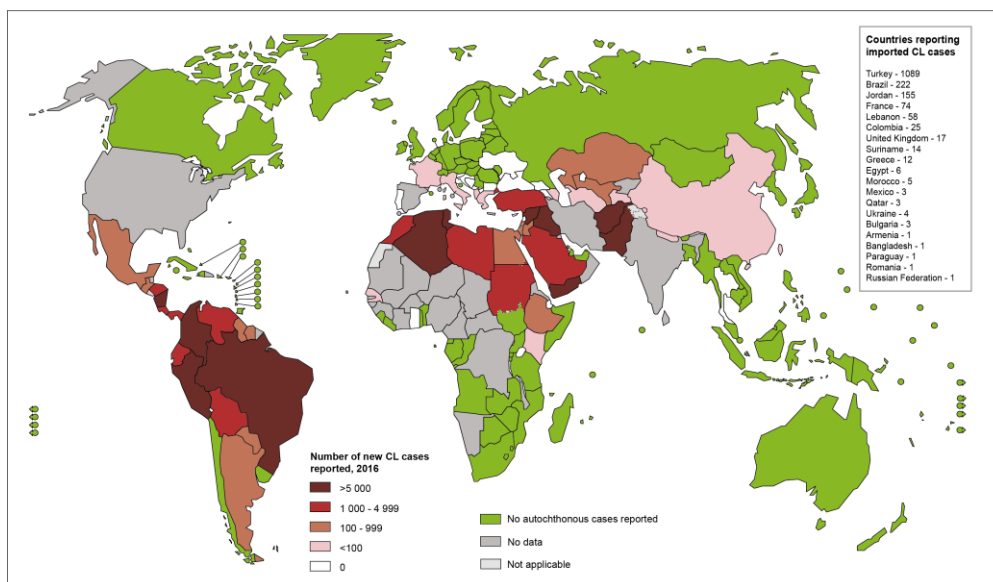 Countries reporting
imported CL cases
Turkey - 1089
Brazil - 222
Jordan - 155
France - 74
Lebanon - 58
Colombia - 25
United Kingdom - 17
Suriname - 14
Greece - 12
Egypt - 6
Morocco - 5
Mexico - 3
Qatar - 3
Ukraine - 4
Bulgaria - 3
Armenia - 1
Bangladesh - 1
Paraguay - 1
Romania - 1
Russian Federation - 1
Number of new CL cases
reported, 2016
>5 000
1 000 - 4 999
100 - 999
<100
0
No autochthonous cases reported
No data
Not applicable